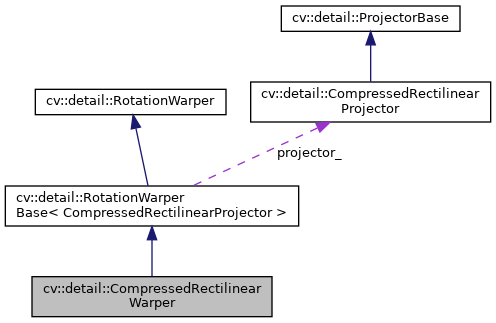 cv::detail::ProjectorBase
cv::detail::RotationWarper
cv::detail::CompressedRectilinear
Projector
projector_
cv::detail::RotationWarper
Base< CompressedRectilinearProjector >
cv::detail::CompressedRectilinear
Warper